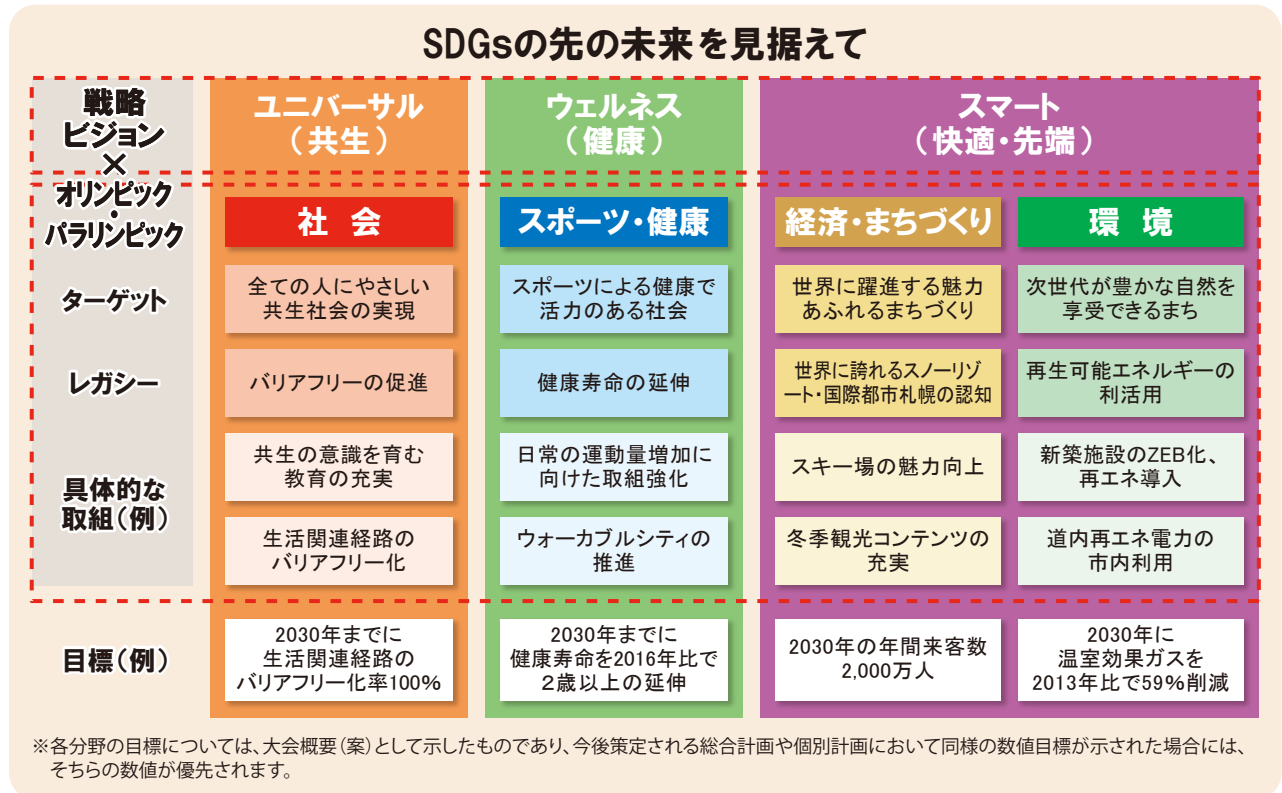 SDGsの先の未来を見据えて
戦略
ビジョン
×
オリンピック
・
パラリンピック
ユニバーサル
（共生）
ウェルネス
（健康）
スマート
（快適・先端）
社会
スポーツ・健康
経済・まちづくり
環境
ターゲット
全ての人にやさしい
共生社会の実現
スポーツによる健康で
活力のある社会
世界に躍進する魅力
あふれるまちづくり
次世代が豊かな自然を
享受できるまち
レガシー
バリアフリーの促進
健康寿命の延伸
世界に誇れるスノーリゾ
ート・国際都市札幌の認知
再生可能エネルギーの
利活用
具体的な
取組（例）
共生の意識を育む
教育の充実
日常の運動量増加に
向けた取組強化
スキー場の魅力向上
新築施設のZEB化、
再エネ導入
生活関連経路の
バリアフリー化
ウォーカブルシティの
推進
冬季観光コンテンツの
充実
道内再エネ電力の
市内利用
目標（例）
2030年までに
生活関連経路の
バリアフリー化率100%
2030年までに
健康寿命を2016年比で
２歳以上の延伸
2030年の年間来客数
2,000万人
2030年に
温室効果ガスを
2013年比で59%削減
※各分野の目標については、大会概要（案）として示したものであり、今後策定される総合計画や個別計画において同様の数値目標が示された場合には、
そちらの数値が優先されます。